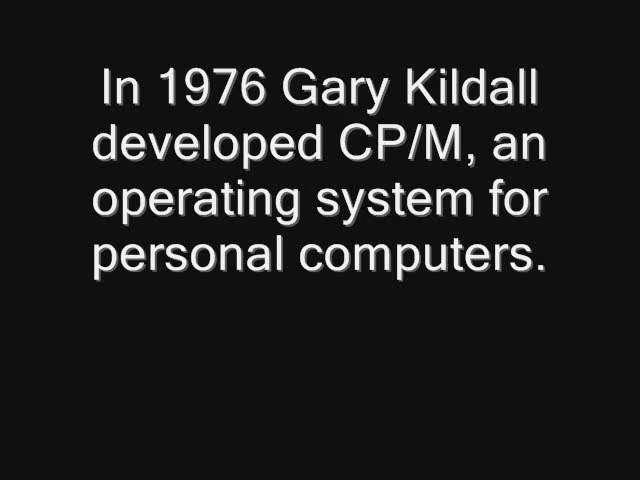 In 1976 Gary Kildall
developed CP/M, an
operating system for
personal computers.